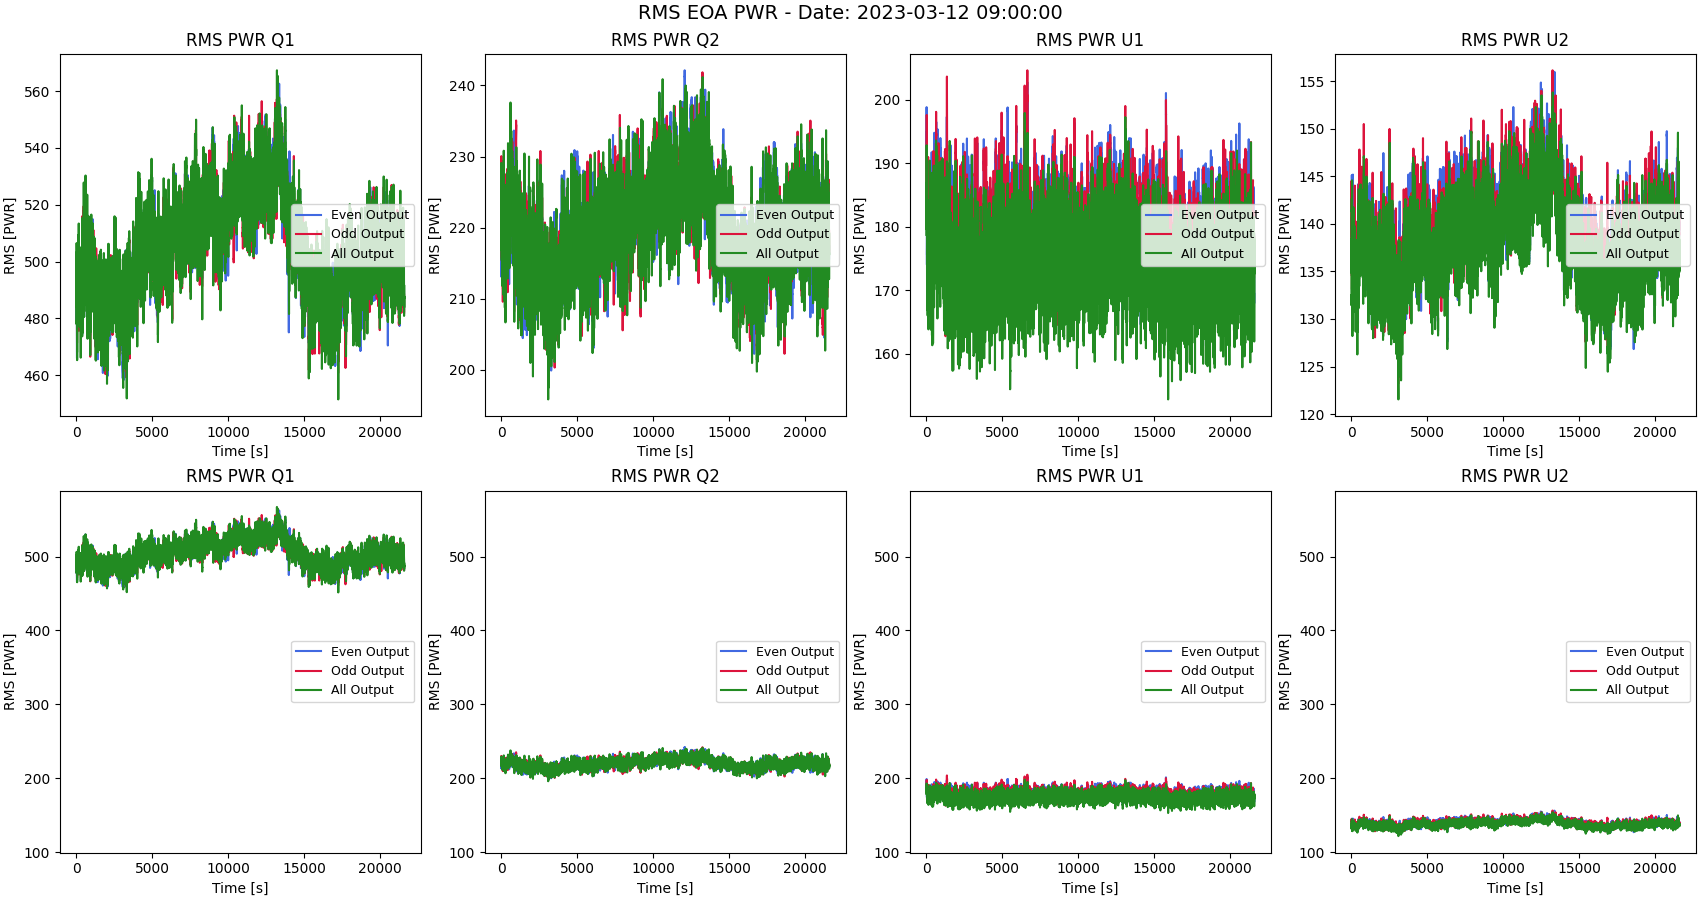 RMS EOA PWR - Date: 2023-03-12 09:00:00
RMS PWR Q1
RMS [PWR]
560
540
520
500
480
460
0 5000 10000 15000 20000
Time [s]
Even Output
Odd Output
All Output
RMS PWR Q2
RMS [PWR]
240
230
220
210
200
0 5000 10000 15000 20000
Time [s]
Even Output
Odd Output
All Output
RMS PWR U1
RMS [PWR]
200
190
180
170
160
0 5000 10000 15000 20000
Time [s]
Even Output
Odd Output
All Output
RMS PWR U2
RMS [PWR]
155
150
145
140
135
130
125
120
0 5000 10000 15000 20000
Time [s]
Even Output
Odd Output
All Output
RMS PWR Q1
RMS [PWR]
500
400
300
200
100
0 5000 10000 15000 20000
Time [s]
Even Output
Odd Output
All Output
RMS PWR Q2
RMS [PWR]
500
400
300
200
100
0 5000 10000 15000 20000
Time [s]
Even Output
Odd Output
All Output
RMS PWR U1
RMS [PWR]
500
400
300
200
100
0 5000 10000 15000 20000
Time [s]
Even Output
Odd Output
All Output
RMS PWR U2
RMS [PWR]
500
400
300
200
100
0 5000 10000 15000 20000
Time [s]
Even Output
Odd Output
All Output